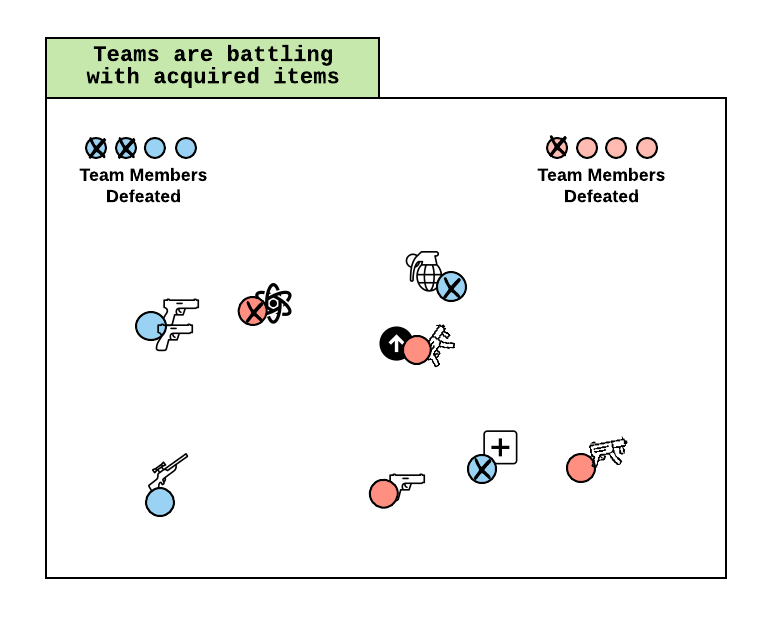 Teams are battling
with acquired items
Team Members
Defeated
Team Members
Defeated